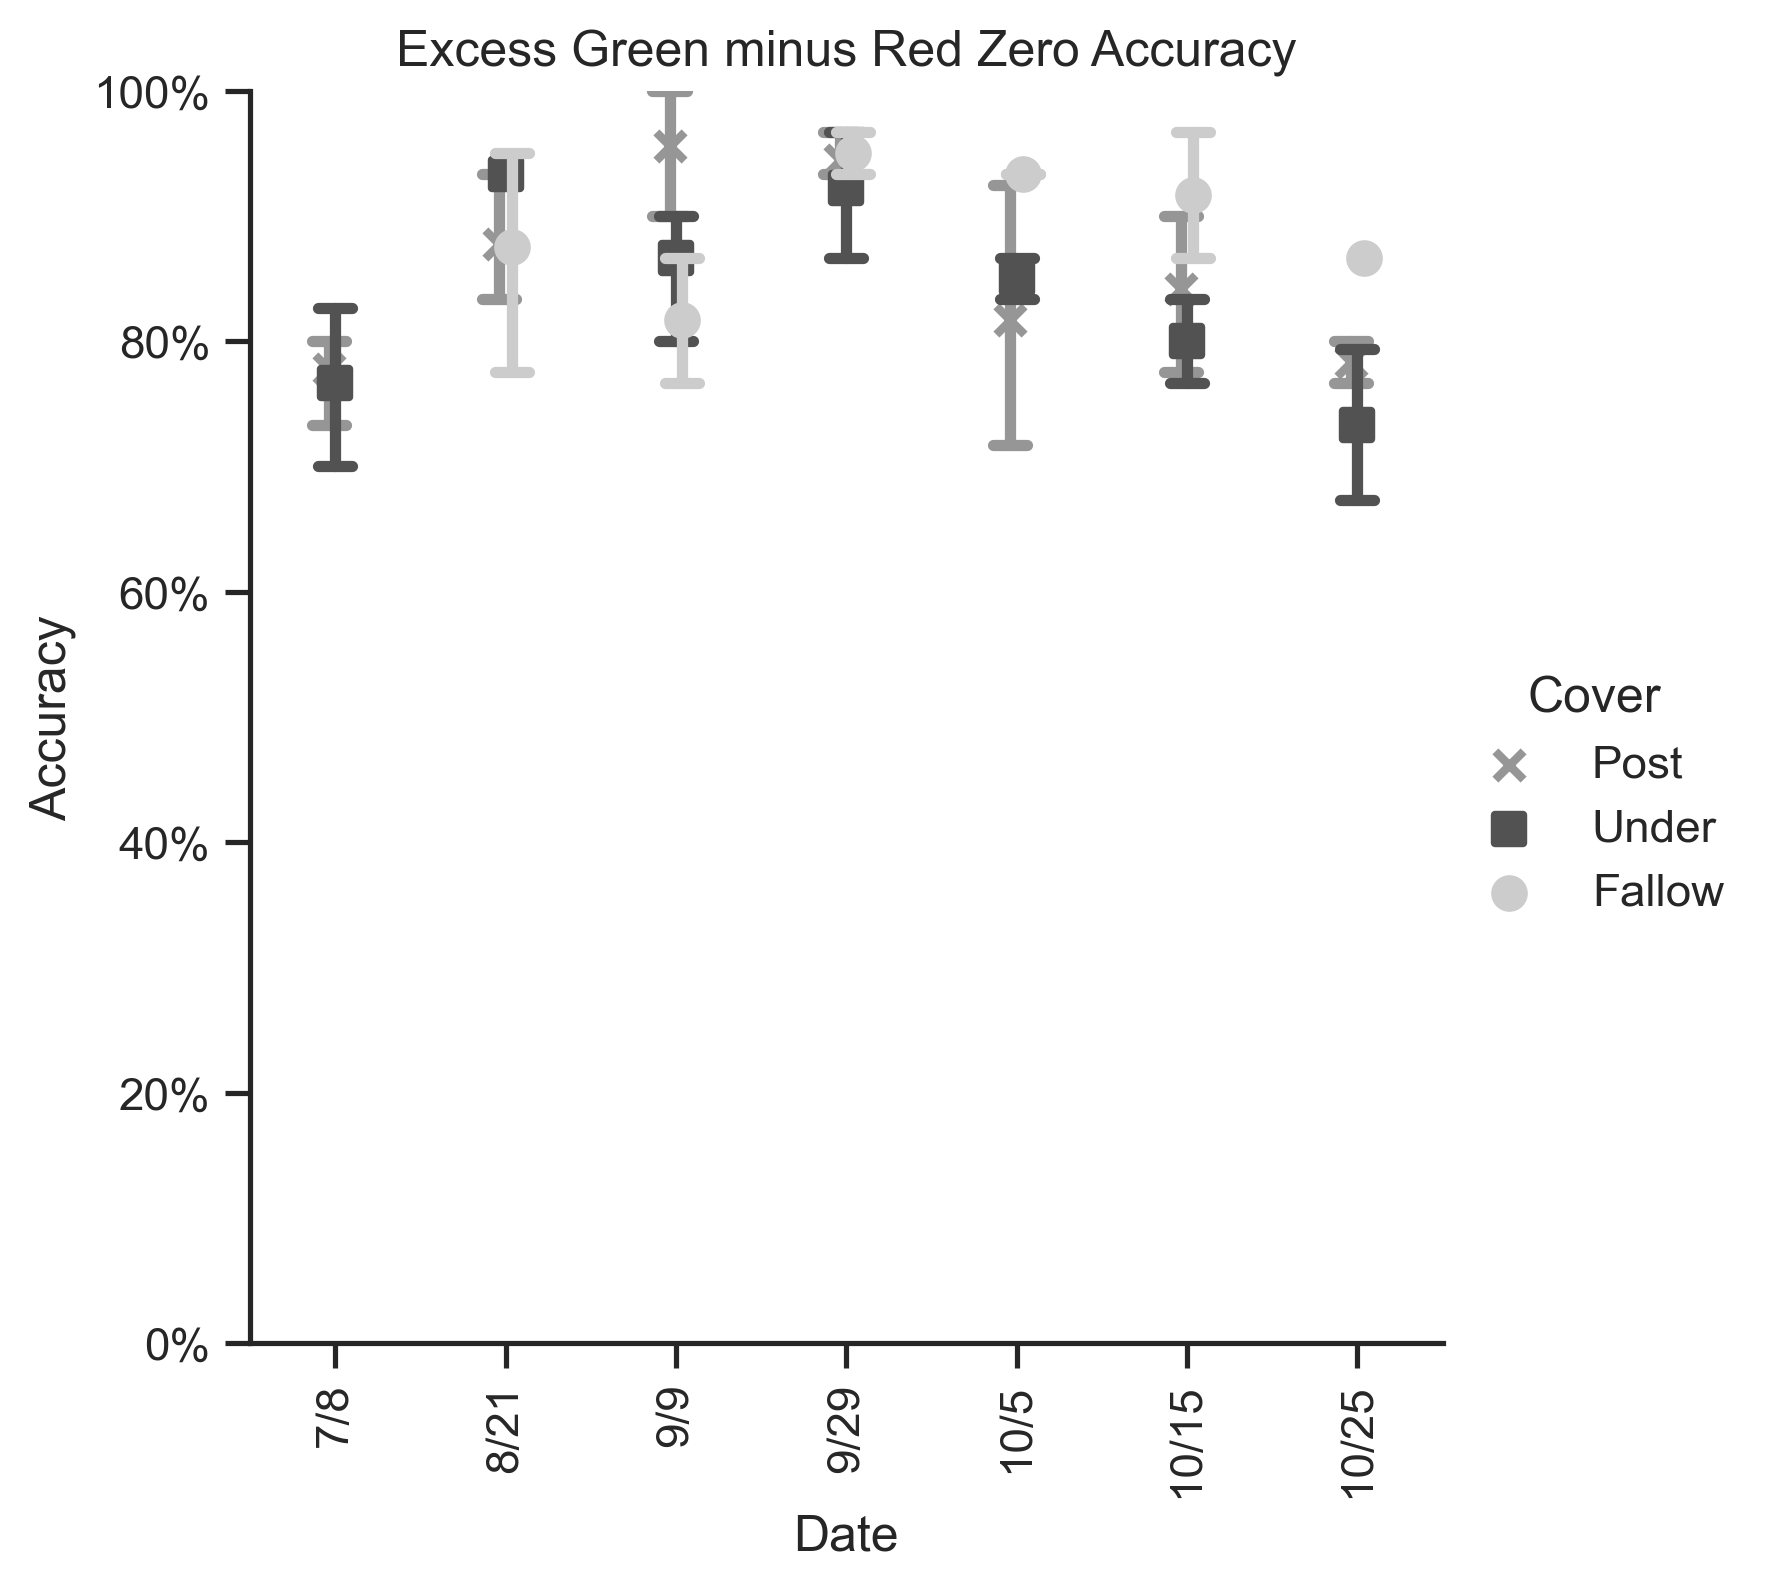 Excess Green minus Red Zero Accuracy
100%
80%
60%
40%
20%
0%
Accuracy
7/8
8/21
9/9
9/29
10/5
10/15
10/25
Date
Cover
Post
Under
Fallow